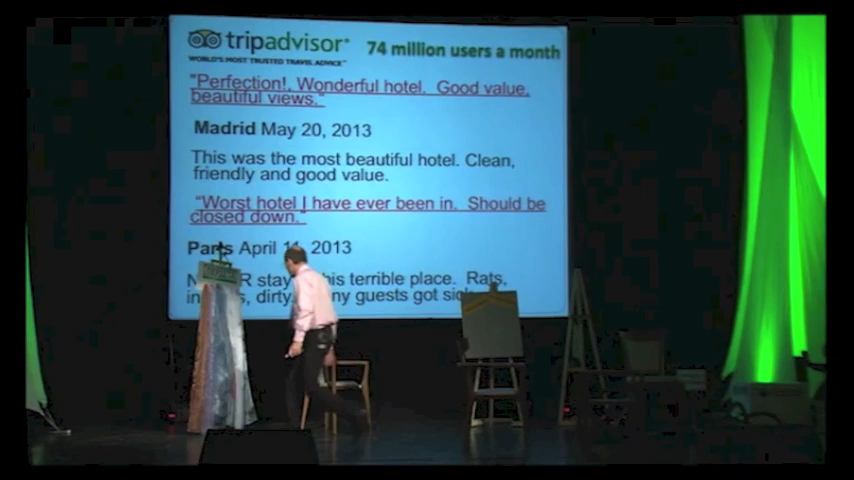 tripadvisor® 74 million users a month
WORLD'S MOST TRUSTED TRAVEL ADVICE™
"Perfection!, Wonderful hotel. Good value,
beautiful views."
Madrid May 20, 2013
This was the most beautiful hotel. Clean,
friendly and good value.
"Worst hotel I have ever been in. Should be
closed down."
Paris April 2013
stay this terrible place. Rats,
dirty. guests got